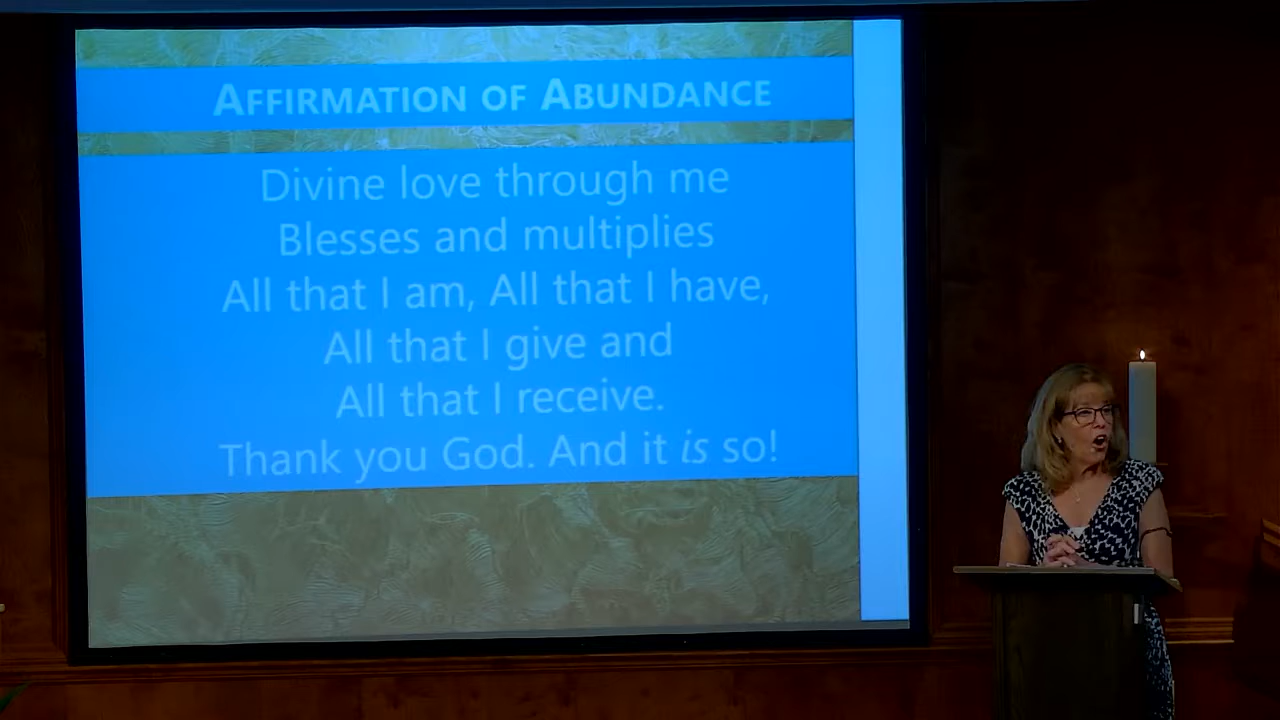 AFFIRMATION OF ABUNDANCE
Divine love through me
Blesses and multiplies
All that I am, All that I have,
All that I give and
All that I receive.
Thank you God. And it is so!